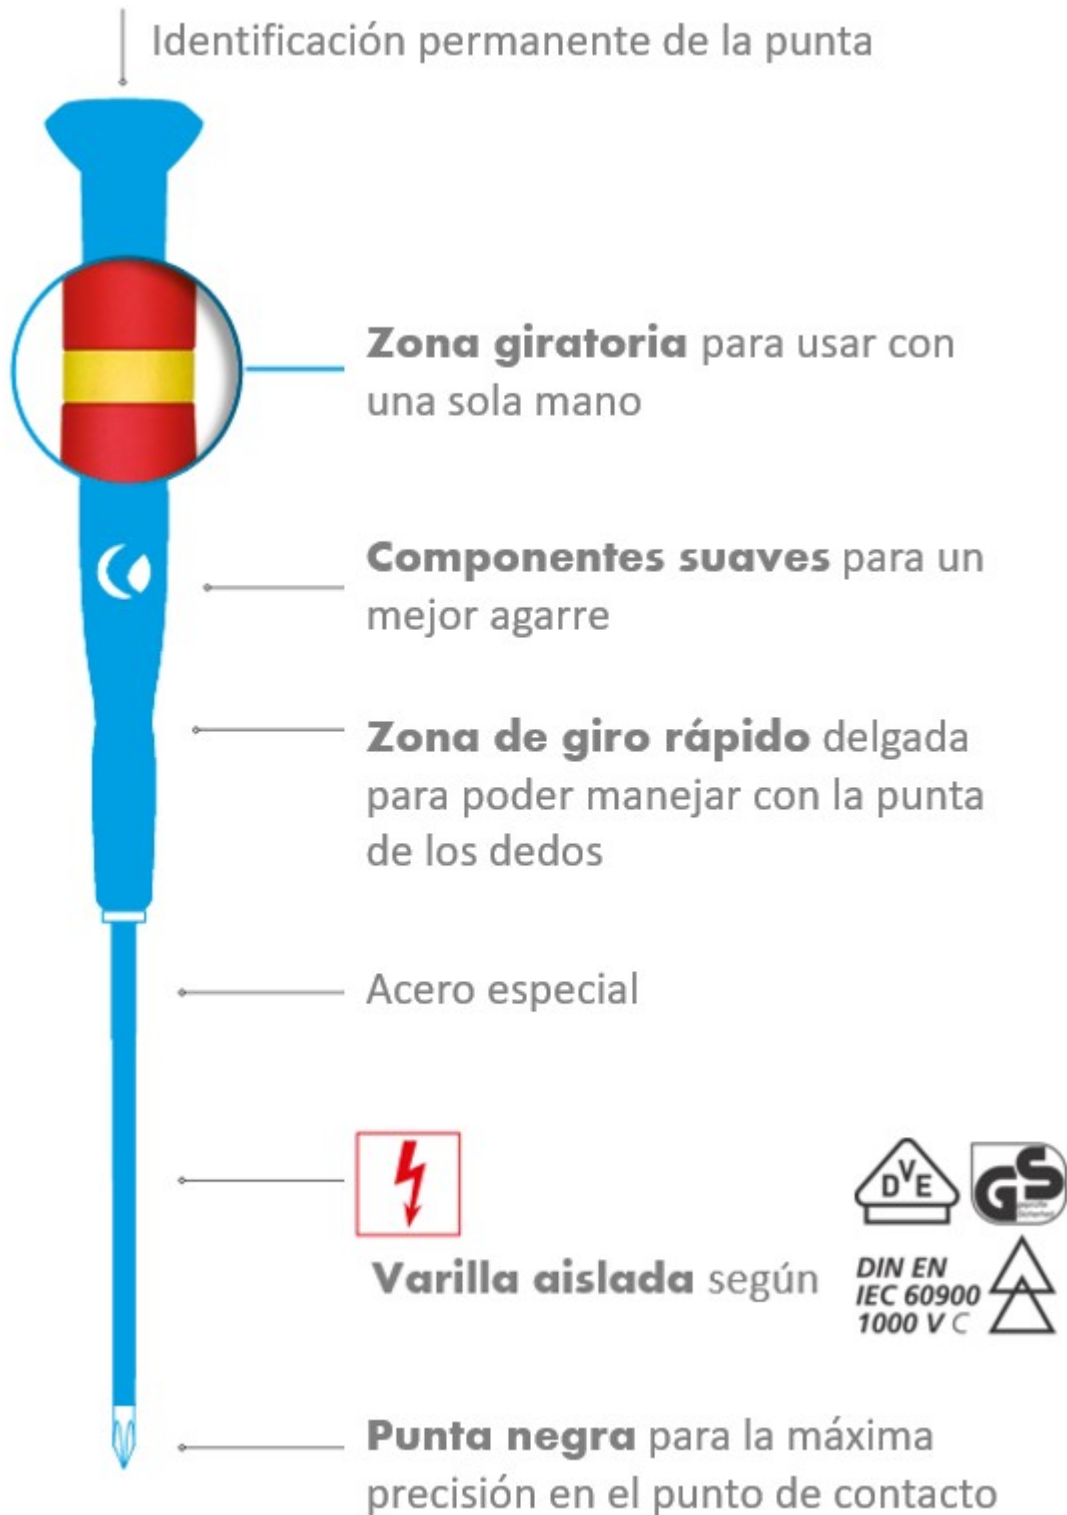 Identificación permanente de la punta
Zona giratoria para usar con
una sola mano
Componentes suaves para un
mejor agarre
Zona de giro rápido delgada
para poder manejar con la punta
de los dedos
Acero especial
Varilla aislada según
DVE
GS
geprüfte
Sicherheit
DIN EN
IEC 60900
1000 V C
Punta negra para la máxima
precisión en el punto de contacto